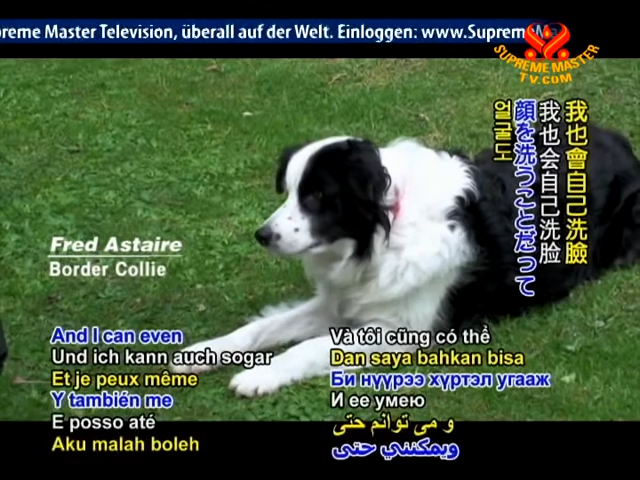 preme Master Television, überall auf der Welt. Einloggen: www.SupremeMa
SUPREME MASTER
TV.COM
我也會自己洗臉
我也会自己洗脸
顔を洗うことだって
얼굴도
Fred Astaire
Border Collie
And I can even
Und ich kann auch sogar
Et je peux même
Y también me
E posso até
Aku malah boleh
Và tôi cũng có thể
Dan saya bahkan bisa
Би нүүрээ хүртэл угааж
И ее умею
و می توانم حتی
ويمكنني حتى